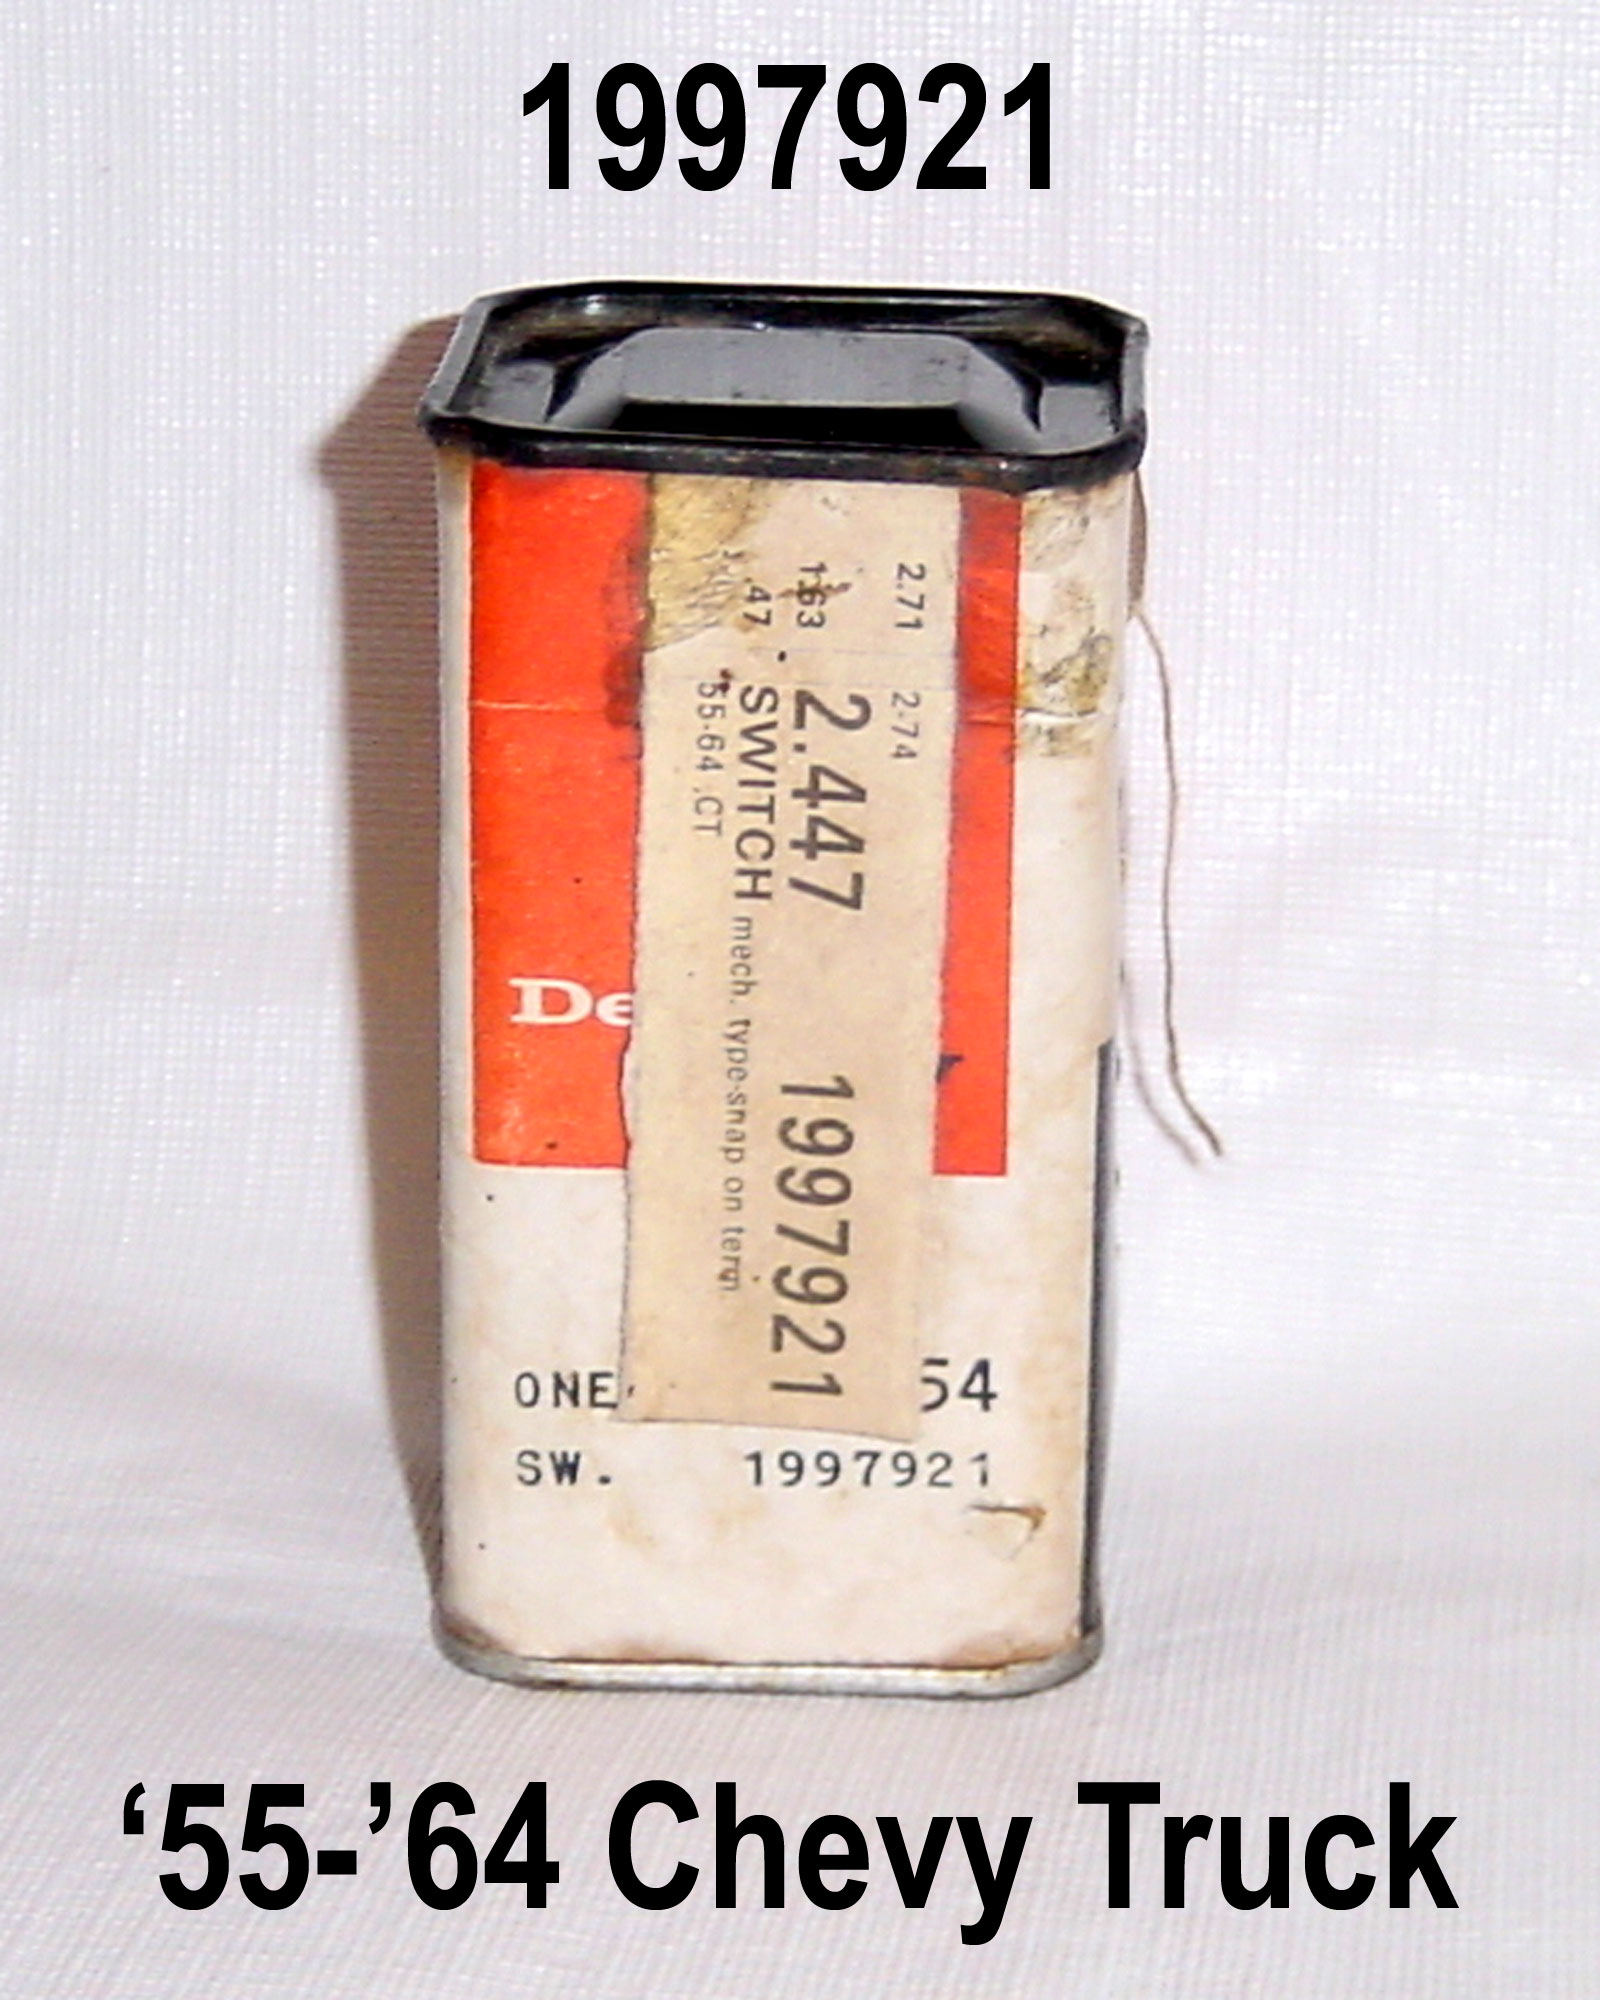 1997921
2.71 2-74
1.63 2.447 1997921
.47 SWITCH mech. type-snap on term
55-64 .CT
De
ONE 54
SW. 1997921
‘55-’64 Chevy Truck